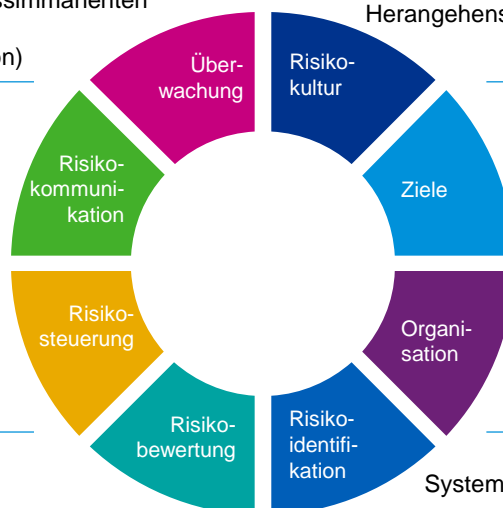 Herangehens
on)
Über-
wachung
Risiko-
kultur
Risiko-
kommuni-
kation
Ziele
Risiko-
steuerung
Organi-
sation
Risiko-
bewertung
Risiko-
identifi-
kation
System